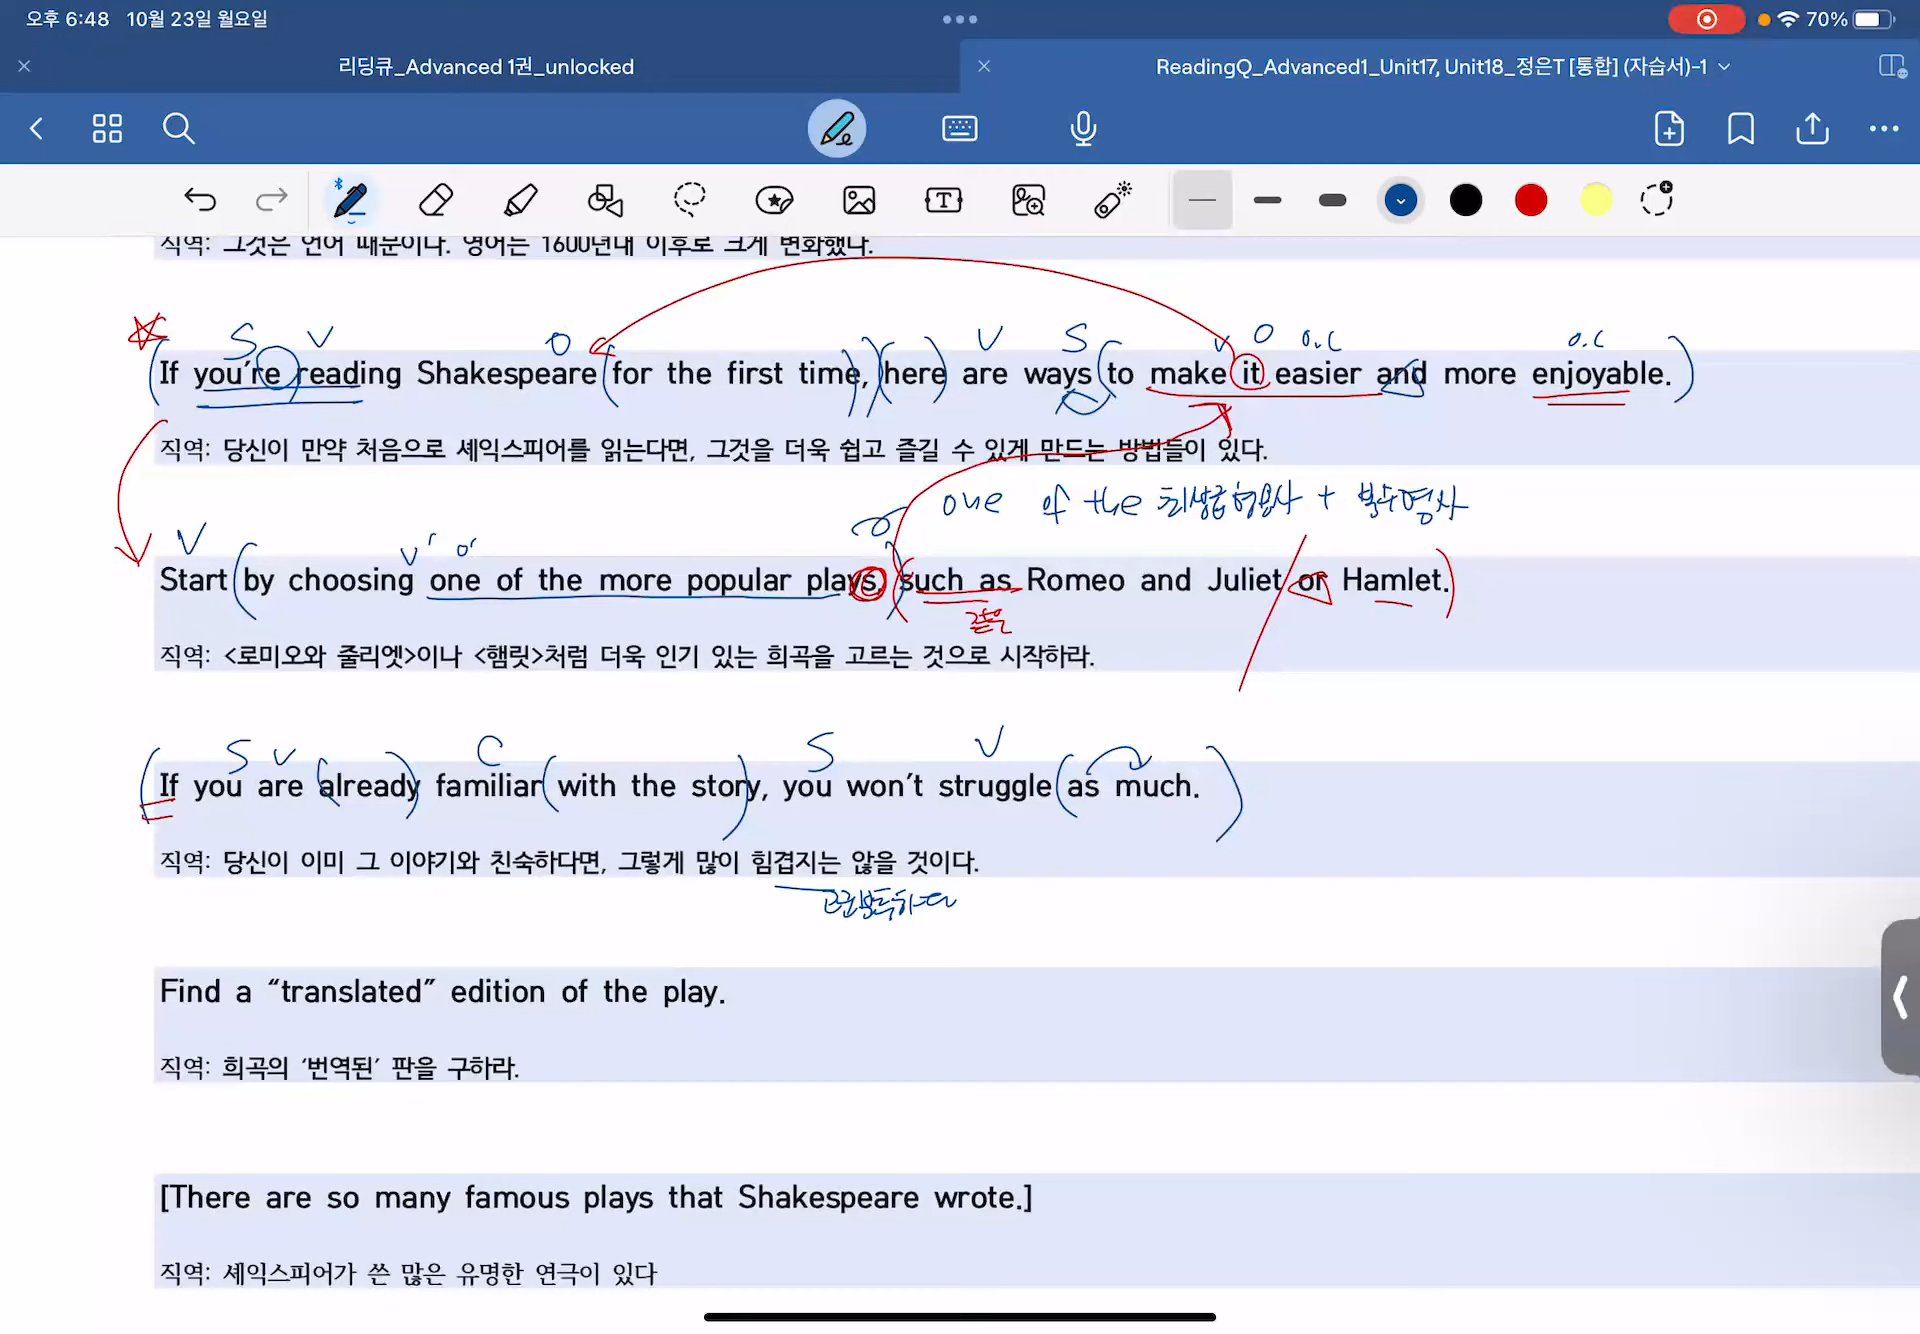 오후 6:48 10월 23일 월요일
70%
리딩큐_Advanced 1권_unlocked
ReadingQ_Advanced1_Unit17, Unit18_정은T [통합] (자습서)-1
직역: 그것은 언어 때문이다. 영어는 1600년대 이후로 크게 변화했다.
S V O V S V O O.C O.C
If you're reading Shakespeare for the first time, here are ways to make it easier and more enjoyable.
직역: 당신이 만약 처음으로 셰익스피어를 읽는다면, 그것을 더욱 쉽고 즐길 수 있게 만드는 방법들이 있다.
one of the 최상급형용사 + 복수명사
V V' O'
Start by choosing one of the more popular plays, such as Romeo and Juliet or Hamlet.
같은
직역: <로미오와 줄리엣>이나 <햄릿>처럼 더욱 인기 있는 희곡을 고르는 것으로 시작하라.
S V C S V
If you are already familiar with the story, you won't struggle as much.
직역: 당신이 이미 그 이야기와 친숙하다면, 그렇게 많이 힘겹지는 않을 것이다.
Find a “translated” edition of the play.
직역: 희곡의 ‘번역된’ 판을 구하라.
[There are so many famous plays that Shakespeare wrote.]
직역: 셰익스피어가 쓴 많은 유명한 연극이 있다